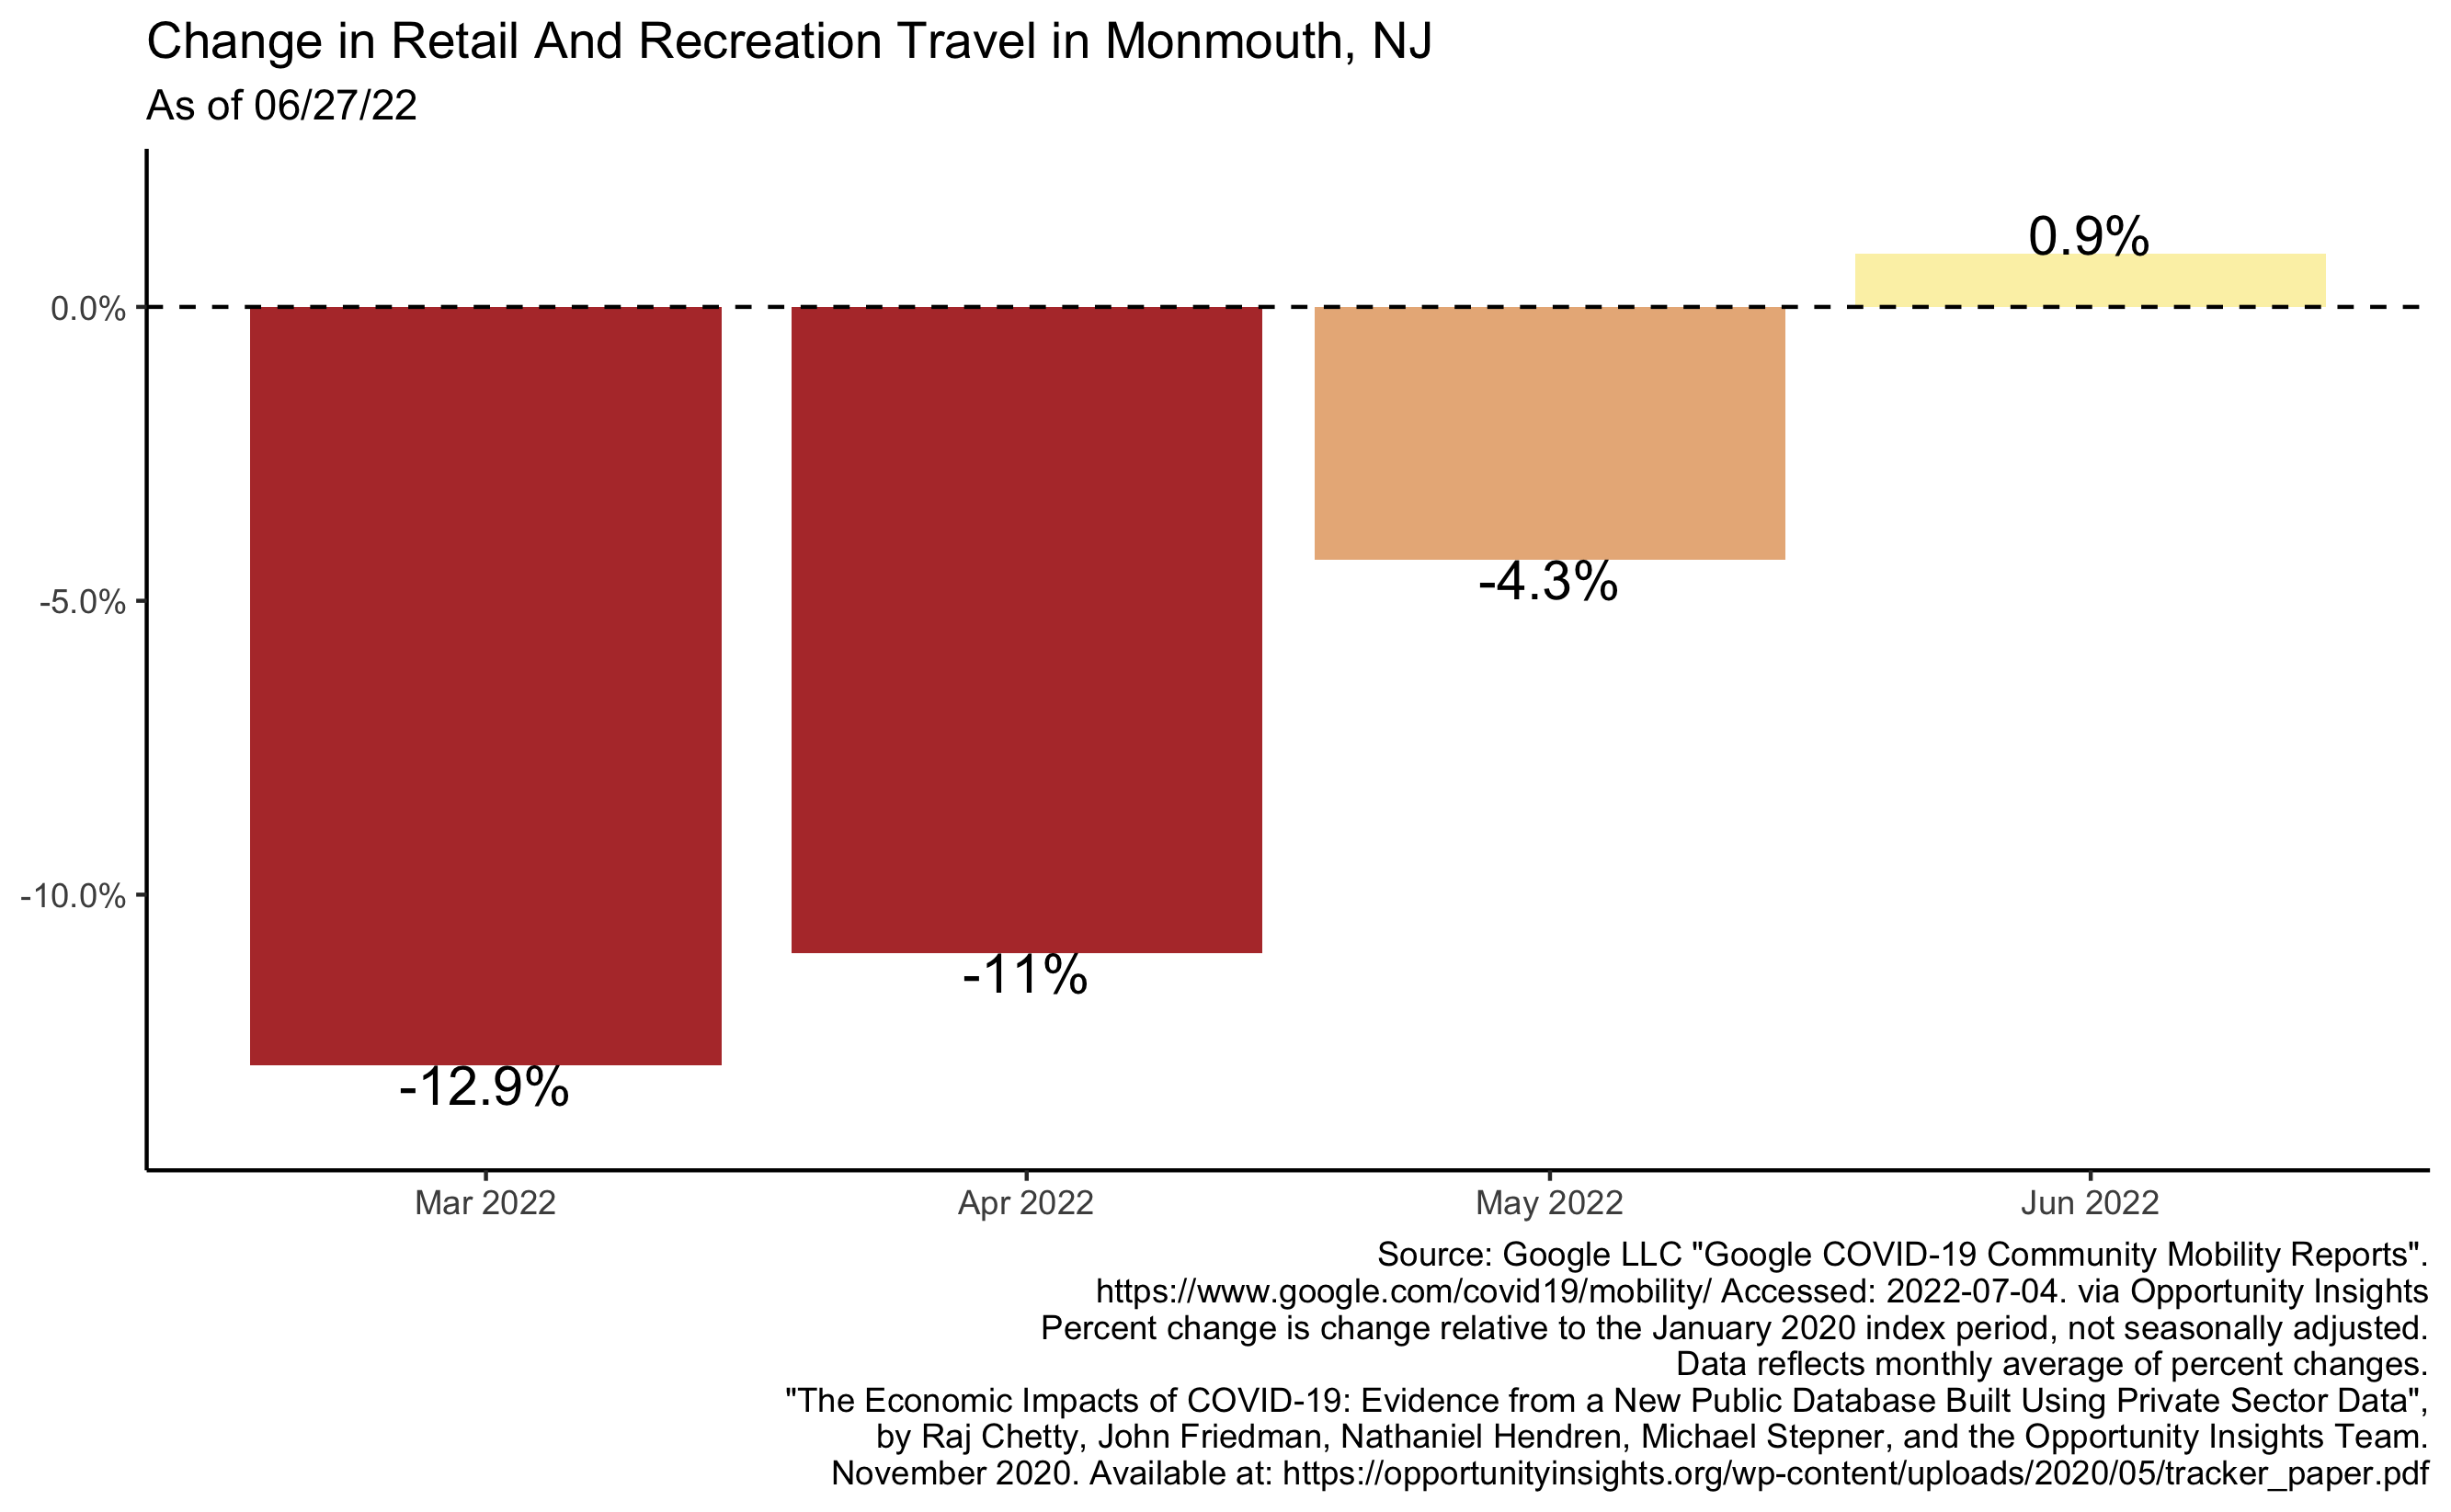 Change in Retail And Recreation Travel in Monmouth, NJ
As of 06/27/22
0.9%
0.0%
-4.3%
-5.0%
-10.0%
-11%
-12.9%
Mar 2022 Apr 2022 May 2022 Jun 2022
Source: Google LLC "Google COVID-19 Community Mobility Reports".
https://www.google.com/covid19/mobility/ Accessed: 2022-07-04. via Opportunity Insights
Percent change is change relative to the January 2020 index period, not seasonally adjusted.
Data reflects monthly average of percent changes.
"The Economic Impacts of COVID-19: Evidence from a New Public Database Built Using Private Sector Data",
by Raj Chetty, John Friedman, Nathaniel Hendren, Michael Stepner, and the Opportunity Insights Team.
November 2020. Available at: https://opportunityinsights.org/wp-content/uploads/2020/05/tracker_paper.pdf